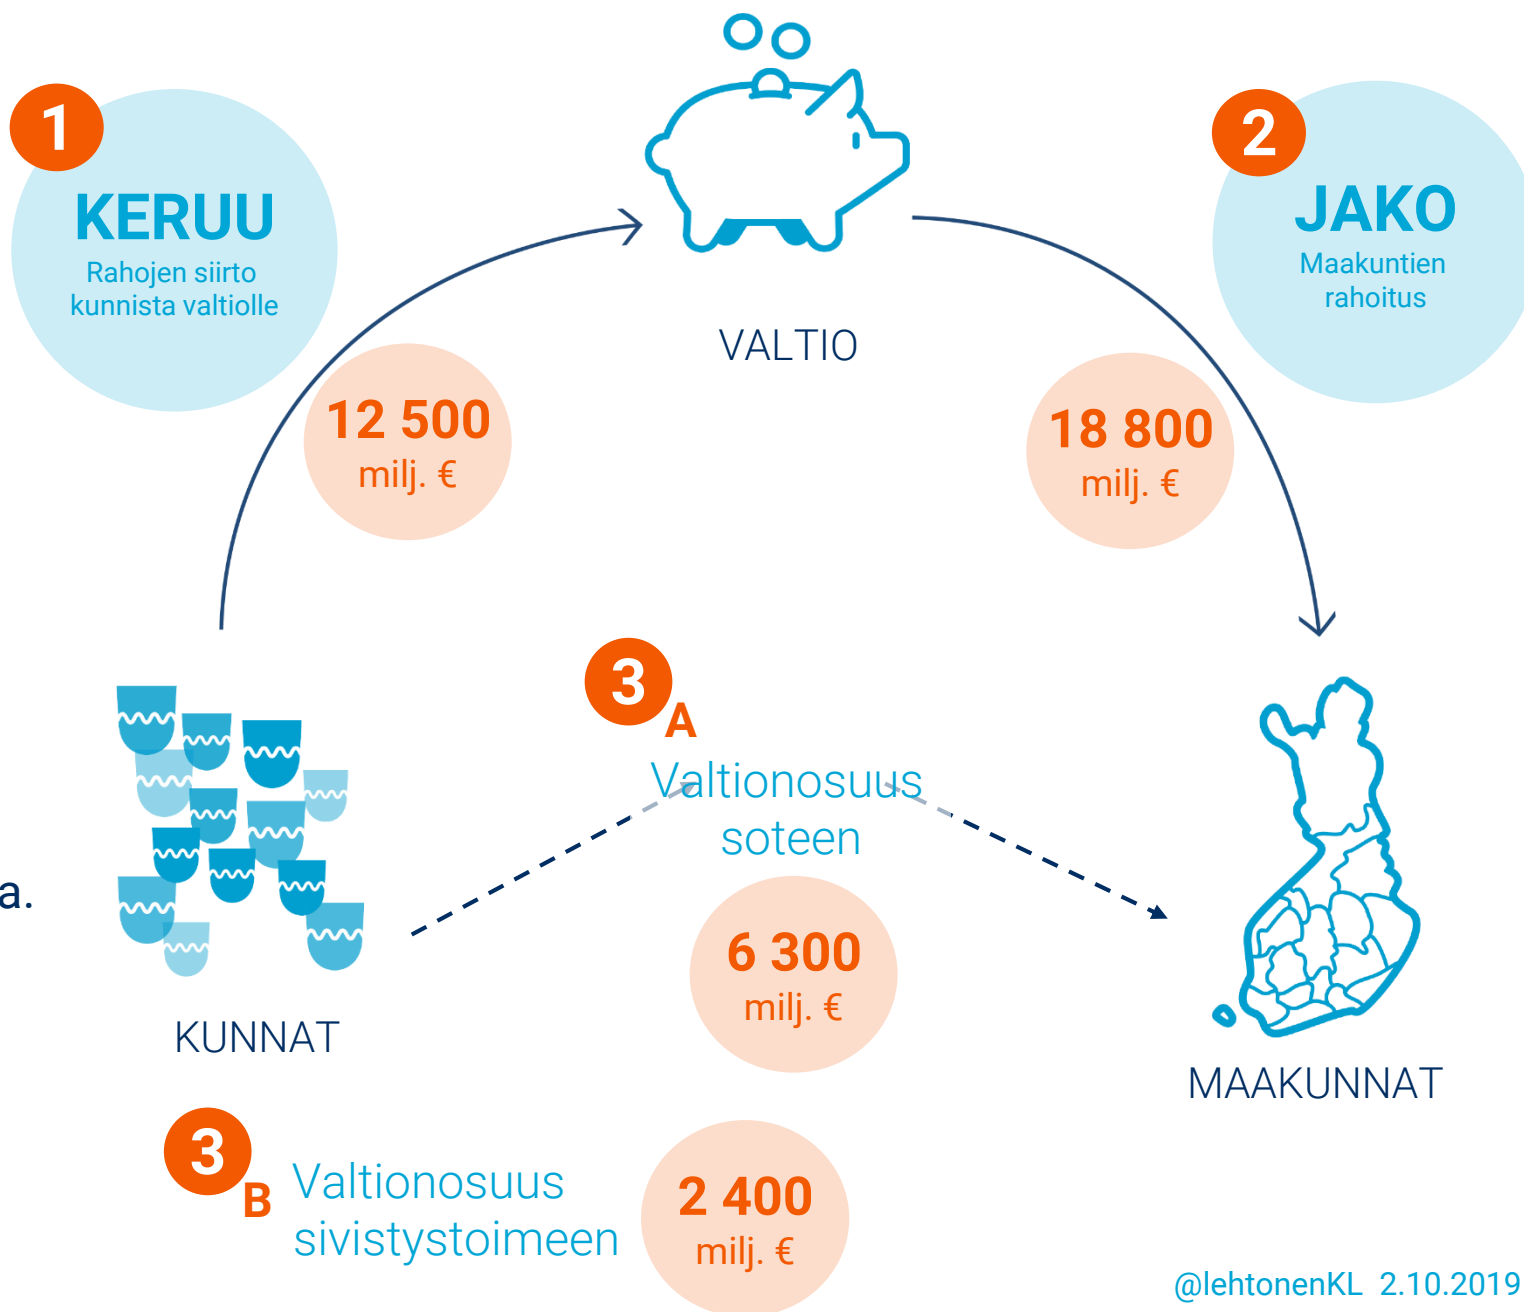 1
KERUU
Rahojen siirto
kunnista valtiolle
2
JAKO
Maakuntien
rahoitus
VALTIO
12 500
milj. €
18 800
milj. €
3
A
Valtionosuus
soteen
6 300
milj. €
a.
KUNNAT
MAAKUNNAT
3
B
Valtionosuus
sivistystoimeen
2 400
milj. €
@lehtonenKL 2.10.2019